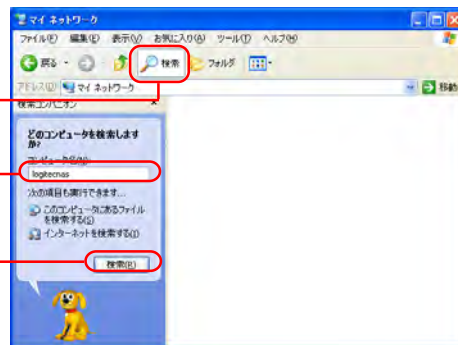 マイ ネットワーク
ファイル(F) 編集(E) 表示(V) お気に入り(A) ツール(T) ヘルプ(H)
戻る 検索 フォルダ
アドレス(D) マイ ネットワーク 移動
検索コンパニオン
どのコンピュータを検索しますか?
コンピュータ名(M):
logitecnas
次の項目も実行できます...
このコンピュータにあるファイルを検索する(S)
インターネットを検索する(I)
検索(R)